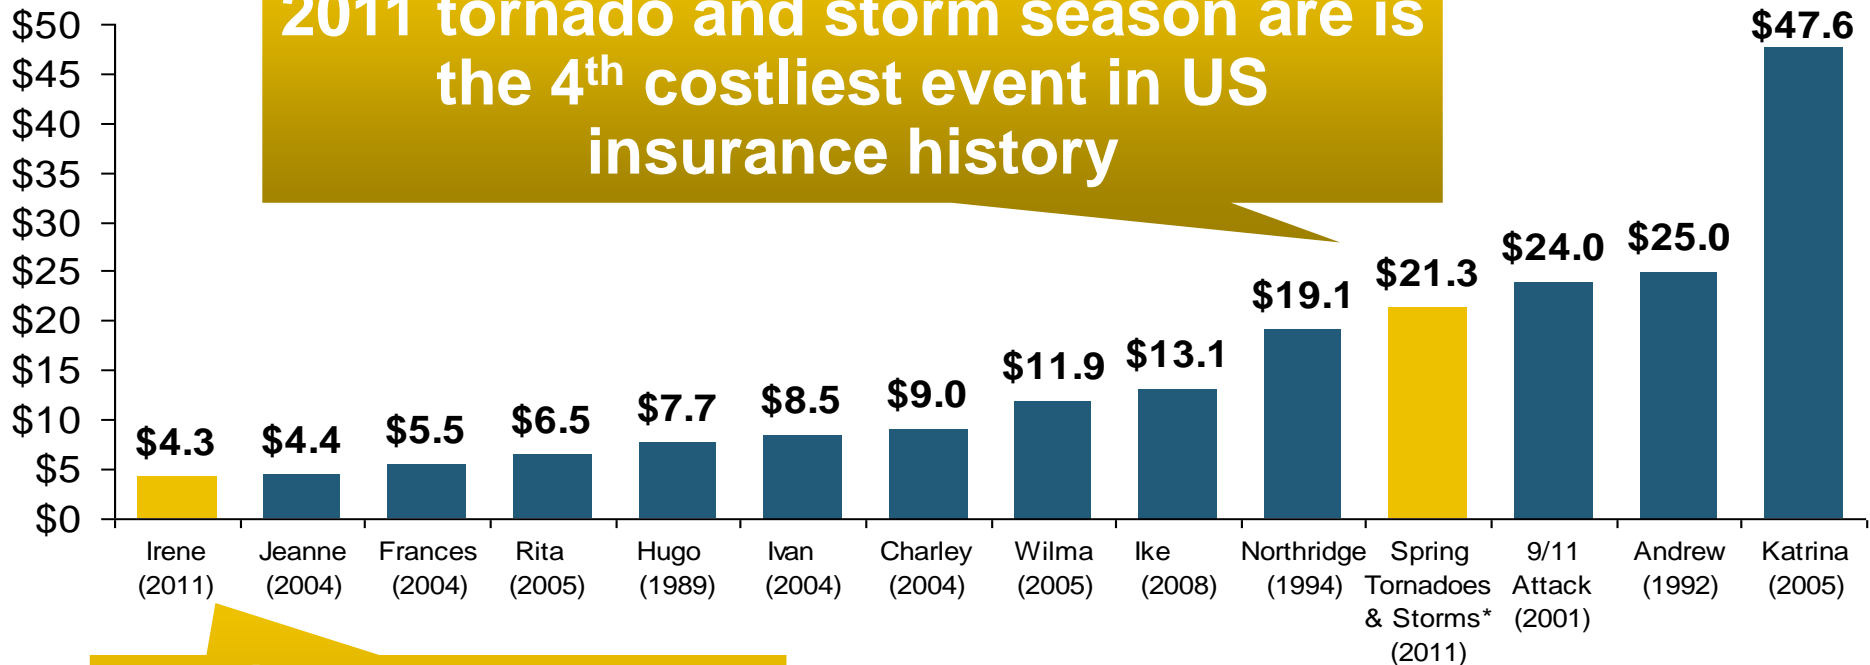 2011 tornado and storm season are is
the 4th costliest event in US
insurance history
$50
$45
$40
$35
$30
$25
$20
$15
$10
$5
$0
$4.3
$4.4
$5.5
$6.5
$7.7
$8.5
$9.0
$11.9
$13.1
$19.1
$21.3
$24.0
$25.0
$47.6
Irene
(2011)
Jeanne
(2004)
Frances
(2004)
Rita
(2005)
Hugo
(1989)
Ivan
(2004)
Charley
(2004)
Wilma
(2005)
Ike
(2008)
Northridge
(1994)
Spring
Tornadoes
& Storms*
(2011)
9/11
Attack
(2001)
Andrew
(1992)
Katrina
(2005)